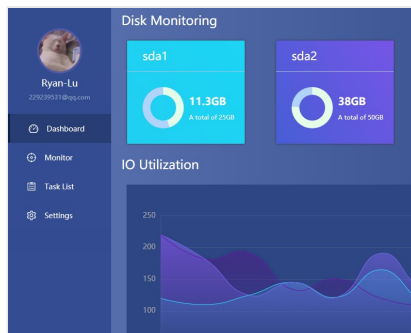 Disk Monitoring
sda1
sda2
11.3GB
A total of 25GB
38GB
A total of 50GB
Ryan-Lu
229239531@qq.com
Dashboard
Monitor
Task List
Settings
IO Utilization
250
200
150
100